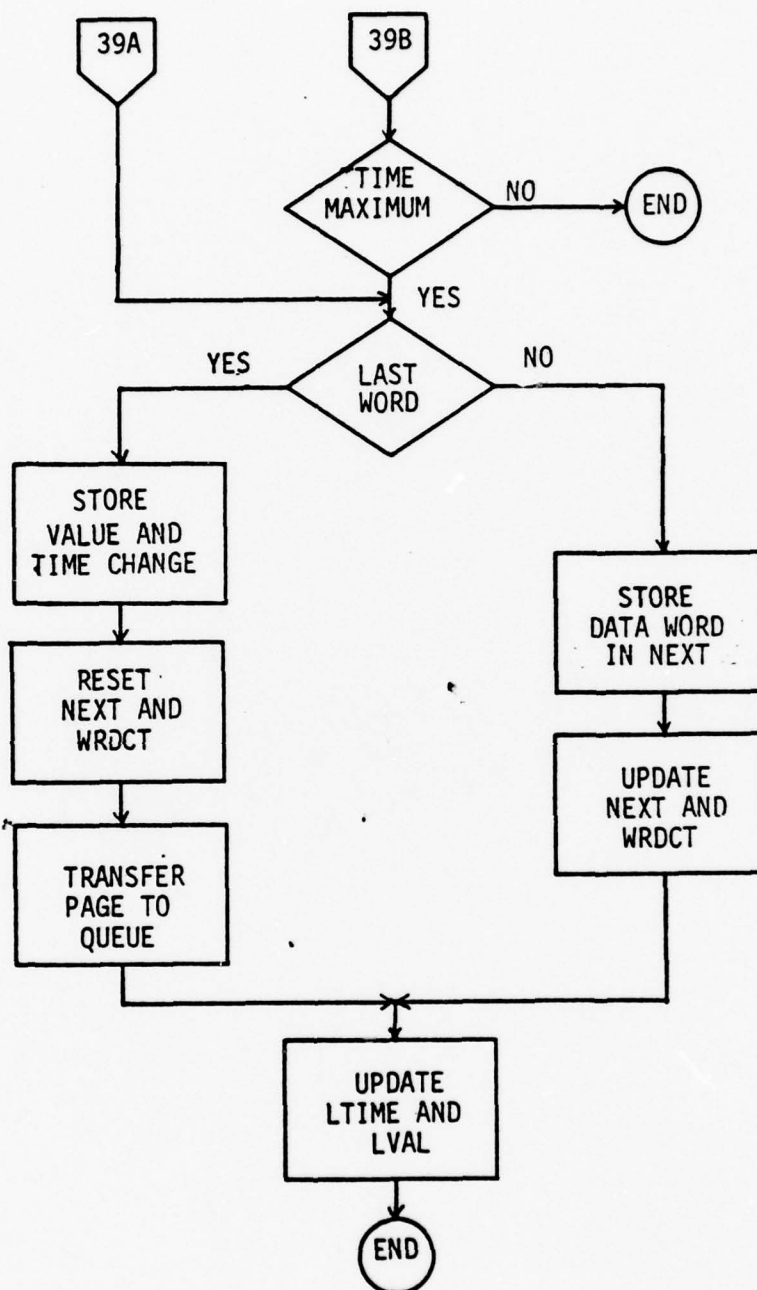 39A
39B
TIME
MAXIMUM
NO
END
YES
YES
LAST
WORD
NO
STORE
VALUE AND
TIME CHANGE
STORE
DATA WORD
IN NEXT
RESET
NEXT AND
WRDCT
UPDATE
NEXT AND
WRDCT
TRANSFER
PAGE TO
QUEUE
UPDATE
LTIME AND
LVAL
END